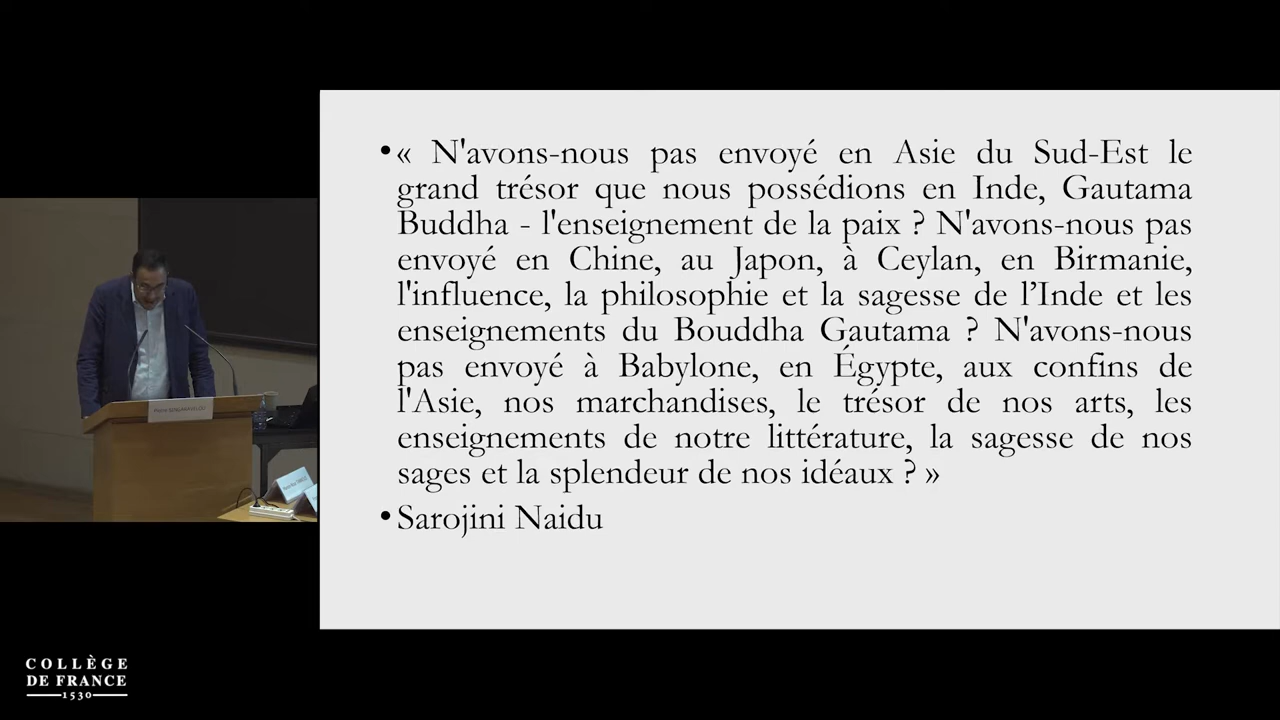 • « N'avons-nous pas envoyé en Asie du Sud-Est le
grand trésor que nous possédions en Inde, Gautama
Buddha - l'enseignement de la paix ? N'avons-nous pas
envoyé en Chine, au Japon, à Ceylan, en Birmanie,
l'influence, la philosophie et la sagesse de l’Inde et les
enseignements du Bouddha Gautama ? N'avons-nous
pas envoyé à Babylone, en Égypte, aux confins de
l'Asie, nos marchandises, le trésor de nos arts, les
enseignements de notre littérature, la sagesse de nos
sages et la splendeur de nos idéaux ? »
• Sarojini Naidu
COLLÈGE
DE FRANCE
1530